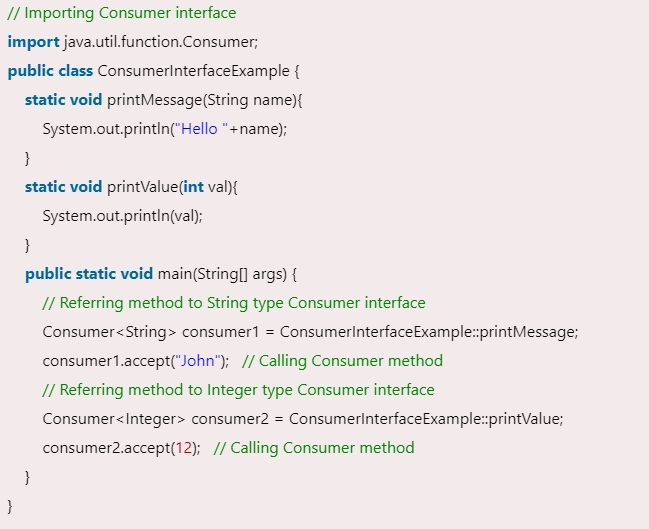 // Importing Consumer interface
import java.util.function.Consumer;
public class ConsumerInterfaceExample {
static void printMessage(String name){
System.out.println("Hello "+name);
}
static void printValue(int val){
System.out.println(val);
}
public static void main(String[] args) {
// Referring method to String type Consumer interface
Consumer<String> consumer1 = ConsumerInterfaceExample::printMessage;
consumer1.accept("John");   // Calling Consumer method
// Referring method to Integer type Consumer interface
Consumer<Integer> consumer2 = ConsumerInterfaceExample::printValue;
consumer2.accept(12);   // Calling Consumer method
}
}